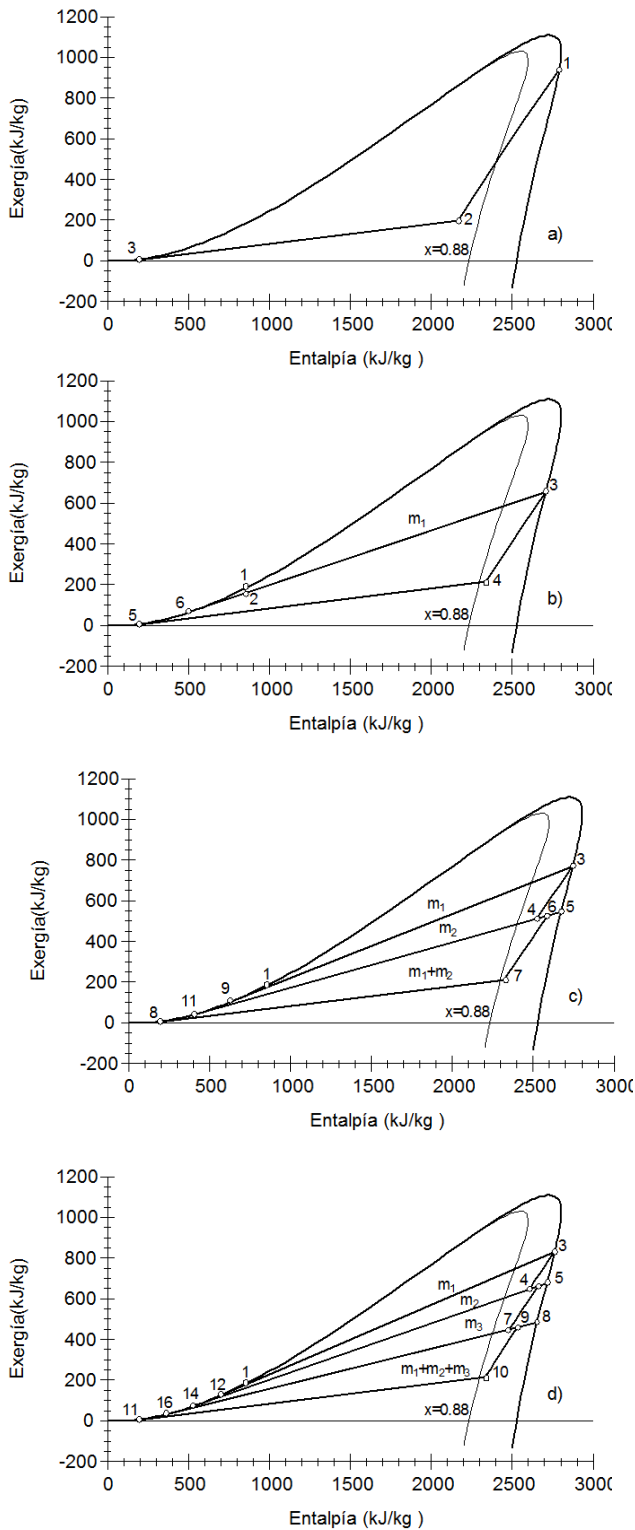 1200
1000
800
600
400
200
0
-200
Exergía(kJ/kg)
1
2
3
x=0.88
a)
0 500 1000 1500 2000 2500 3000
Entalpía (kJ/kg )
1200
1000
800
600
400
200
0
-200
Exergía(kJ/kg)
3
m1
1
2
6
5
4
x=0.88
b)
0 500 1000 1500 2000 2500 3000
Entalpía (kJ/kg )
1200
1000
800
600
400
200
0
-200
Exergía(kJ/kg)
3
m1
4 6 5
m2
1
9
m1+m2
7
11
8
x=0.88
c)
0 500 1000 1500 2000 2500 3000
Entalpía (kJ/kg )
1200
1000
800
600
400
200
0
-200
Exergía(kJ/kg)
3
m1
4 5
m2
m3
7 9 8
1
12
m1+m2+m3
10
14
16
11
x=0.88
d)
0 500 1000 1500 2000 2500 3000
Entalpía (kJ/kg )